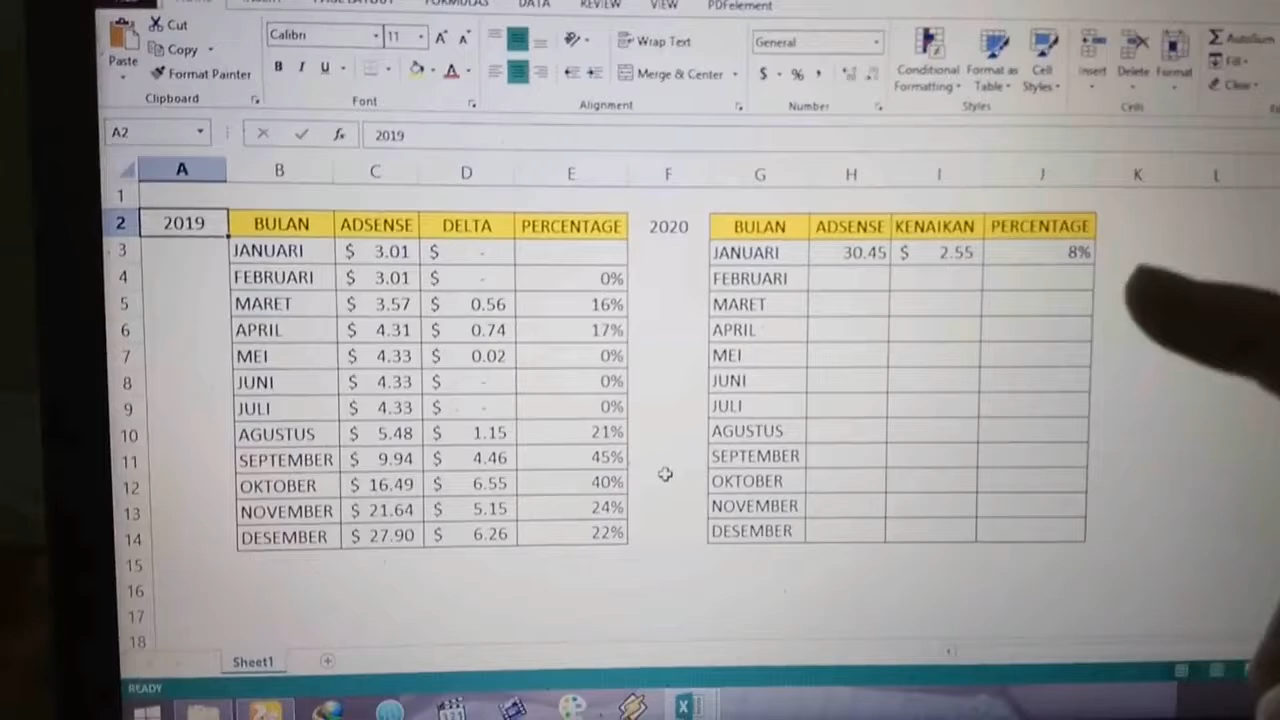 INSERT PAGE LAYOUT FORMULAS DATA REVIEW VIEW PDFelement
Cut Calibri 11 Wrap Text General AutoSum
Paste Copy Conditional Format as Cell Insert Delete Format Fill
Format Painter B I U Merge & Center $ % , Formatting Table Styles Clear
Clipboard Font Alignment Number Styles Cells
A2 fx 2019
A B C D E F G H I J K L
1
2 2019 BULAN ADSENSE DELTA PERCENTAGE 2020 BULAN ADSENSE KENAIKAN PERCENTAGE
3 JANUARI $ 3.01 $ - JANUARI 30.45 $ 2.55 8%
4 FEBRUARI $ 3.01 $ - 0% FEBRUARI
5 MARET $ 3.57 $ 0.56 16% MARET
6 APRIL $ 4.31 $ 0.74 17% APRIL
7 MEI $ 4.33 $ 0.02 0% MEI
8 JUNI $ 4.33 $ - 0% JUNI
9 JULI $ 4.33 $ - 0% JULI
10 AGUSTUS $ 5.48 $ 1.15 21% AGUSTUS
11 SEPTEMBER $ 9.94 $ 4.46 45% SEPTEMBER
12 OKTOBER $ 16.49 $ 6.55 40% OKTOBER
13 NOVEMBER $ 21.64 $ 5.15 24% NOVEMBER
14 DESEMBER $ 27.90 $ 6.26 22% DESEMBER
15
16
17
18
Sheet1
READY